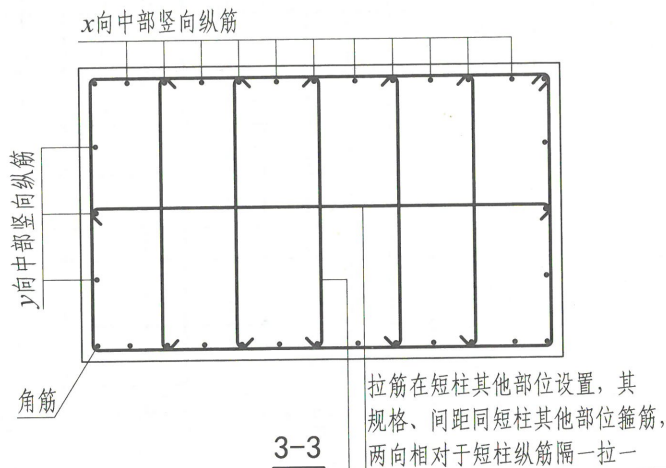 x向中部竖向纵筋
y向中部竖向纵筋
角筋
拉筋在短柱其他部位设置，其
规格、间距同短柱其他部位箍筋，
两向相对于短柱纵筋隔一拉一
3-3